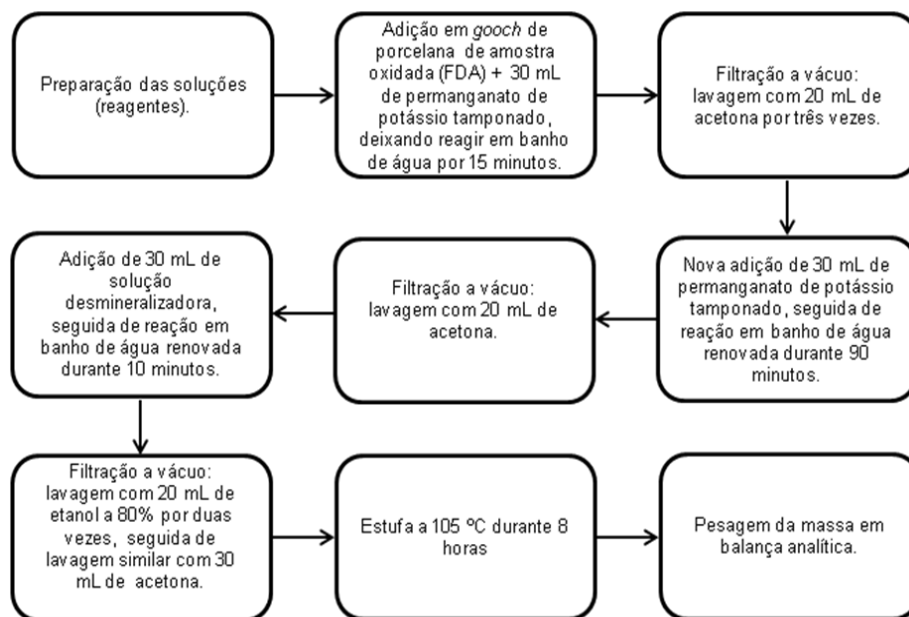 Preparação das soluções
(reagentes).
Adição em gooch de
porcelana de amostra
oxidada (FDA) + 30 mL
de permanganato de
potássio tamponado,
deixando reagir em banho
de água por 15 minutos.
Filtração a vácuo:
lavagem com 20 mL de
acetona por três vezes.
Nova adição de 30 mL de
permanganato de potássio
tamponado, seguida de
reação em banho de água
renovada durante 90
minutos.
Filtração a vácuo:
lavagem com 20 mL de
acetona.
Adição de 30 mL de
solução
desmineralizadora,
seguida de reação em
banho de água renovada
durante 10 minutos.
Filtração a vácuo:
lavagem com 20 mL de
etanol a 80% por duas
vezes, seguida de
lavagem similar com 30
mL de acetona.
Estufa a 105 ºC durante 8
horas
Pesagem da massa em
balança analítica.